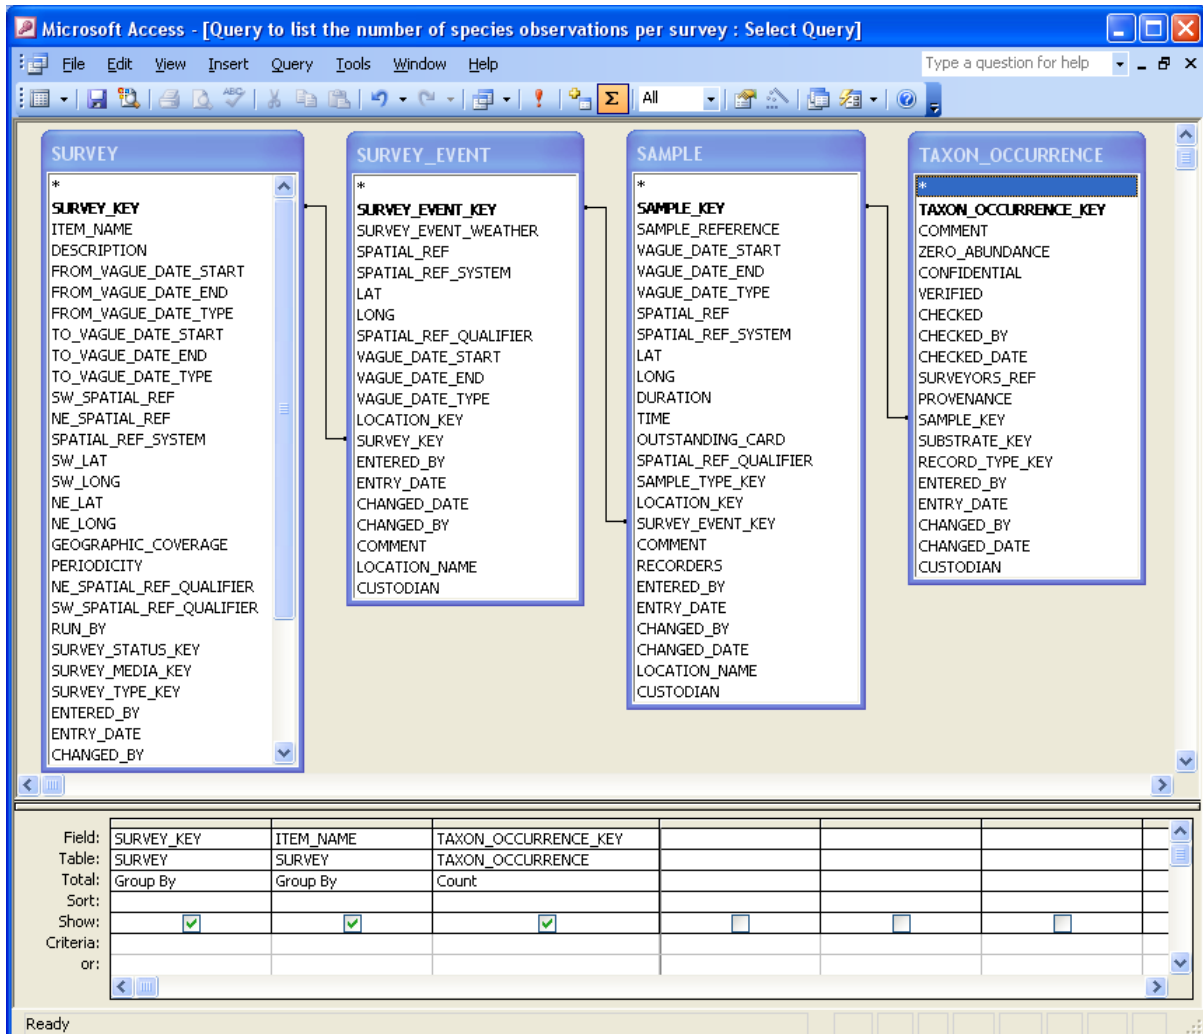 Microsoft Access - [Query to list the number of species observations per survey : Select Query]
File Edit View Insert Query Tools Window Help
Type a question for help
ABC
Σ All
SURVEY
*
SURVEY_KEY
ITEM_NAME
DESCRIPTION
FROM_VAGUE_DATE_START
FROM_VAGUE_DATE_END
FROM_VAGUE_DATE_TYPE
TO_VAGUE_DATE_START
TO_VAGUE_DATE_END
TO_VAGUE_DATE_TYPE
SW_SPATIAL_REF
NE_SPATIAL_REF
SPATIAL_REF_SYSTEM
SW_LAT
SW_LONG
NE_LAT
NE_LONG
GEOGRAPHIC_COVERAGE
PERIODICITY
NE_SPATIAL_REF_QUALIFIER
SW_SPATIAL_REF_QUALIFIER
RUN_BY
SURVEY_STATUS_KEY
SURVEY_MEDIA_KEY
SURVEY_TYPE_KEY
ENTERED_BY
ENTRY_DATE
CHANGED_BY
SURVEY_EVENT
*
SURVEY_EVENT_KEY
SURVEY_EVENT_WEATHER
SPATIAL_REF
SPATIAL_REF_SYSTEM
LAT
LONG
SPATIAL_REF_QUALIFIER
VAGUE_DATE_START
VAGUE_DATE_END
VAGUE_DATE_TYPE
LOCATION_KEY
SURVEY_KEY
ENTERED_BY
ENTRY_DATE
CHANGED_DATE
CHANGED_BY
COMMENT
LOCATION_NAME
CUSTODIAN
SAMPLE
*
SAMPLE_KEY
SAMPLE_REFERENCE
VAGUE_DATE_START
VAGUE_DATE_END
VAGUE_DATE_TYPE
SPATIAL_REF
SPATIAL_REF_SYSTEM
LAT
LONG
DURATION
TIME
OUTSTANDING_CARD
SPATIAL_REF_QUALIFIER
SAMPLE_TYPE_KEY
LOCATION_KEY
SURVEY_EVENT_KEY
COMMENT
RECORDERS
ENTERED_BY
ENTRY_DATE
CHANGED_BY
CHANGED_DATE
LOCATION_NAME
CUSTODIAN
TAXON_OCCURRENCE
*
TAXON_OCCURRENCE_KEY
COMMENT
ZERO_ABUNDANCE
CONFIDENTIAL
VERIFIED
CHECKED
CHECKED_BY
CHECKED_DATE
SURVEYORS_REF
PROVENANCE
SAMPLE_KEY
SUBSTRATE_KEY
RECORD_TYPE_KEY
ENTERED_BY
ENTRY_DATE
CHANGED_BY
CHANGED_DATE
CUSTODIAN
Field: SURVEY_KEY ITEM_NAME TAXON_OCCURRENCE_KEY
Table: SURVEY SURVEY TAXON_OCCURRENCE
Total: Group By Group By Count
Sort:
Show:
Criteria:
or:
Ready